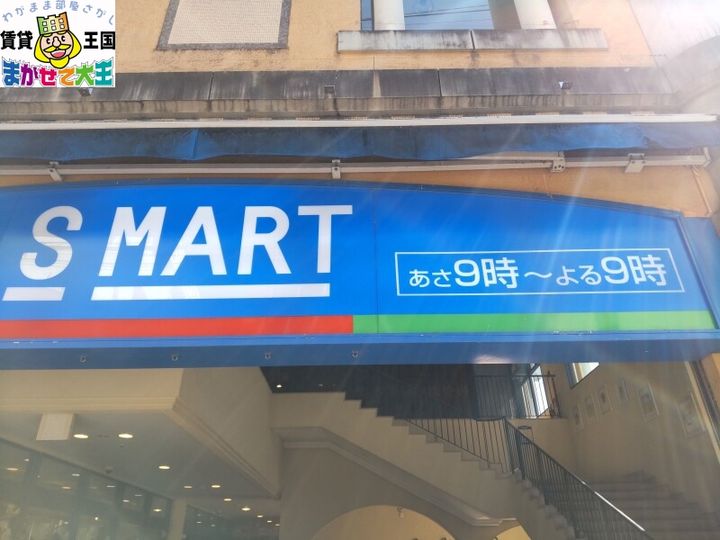 わがまま部屋さがし
賃貸王国
まかせて大王
S MART
あさ9時～よる9時